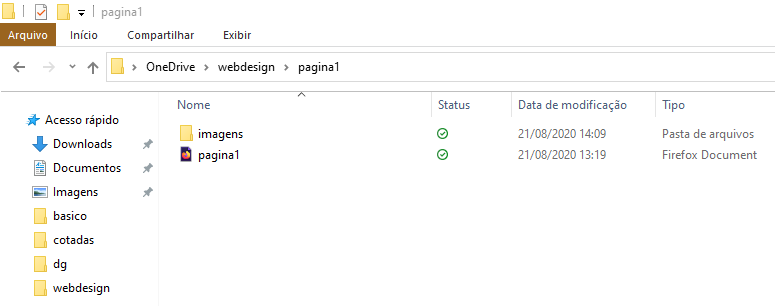 pagina1
Arquivo Início Compartilhar Exibir
OneDrive webdesign pagina1
Nome Status Data de modificação Tipo
Acesso rápido
Downloads
Documentos
Imagens
basico
cotadas
dg
webdesign
imagens 21/08/2020 14:09 Pasta de arquivos
pagina1 21/08/2020 13:19 Firefox Document